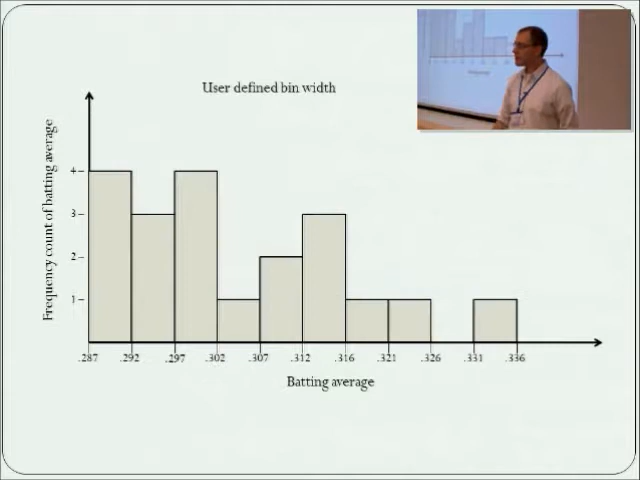 User defined bin width
Frequency count of batting average
4
3
2
1
.287 .292 .297 .302 .307 .312 .316 .321 .326 .331 .336
Batting average